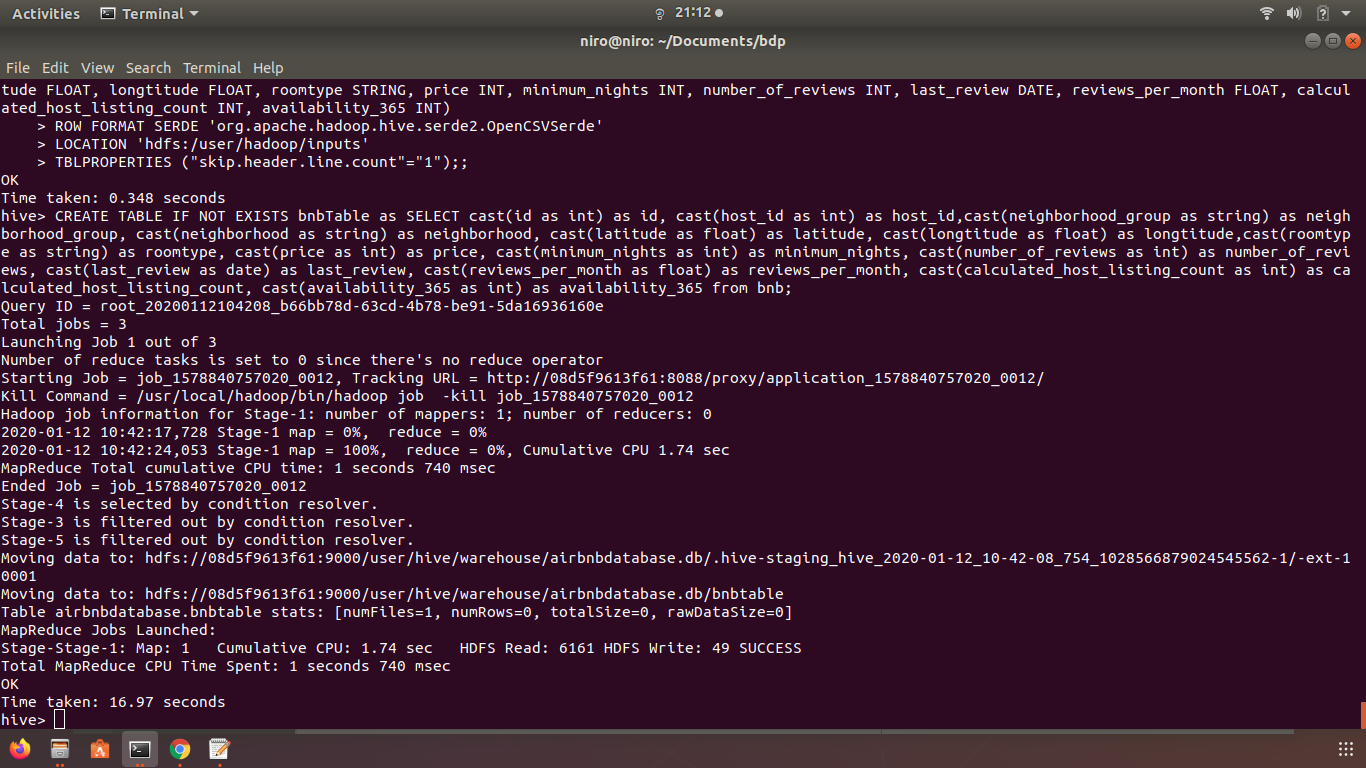 Activities Terminal 21:12
niro@niro: ~/Documents/bdp
File Edit View Search Terminal Help
tude FLOAT, longtitude FLOAT, roomtype STRING, price INT, minimum_nights INT, number_of_reviews INT, last_review DATE, reviews_per_month FLOAT, calcul
ated_host_listing_count INT, availability_365 INT)
    > ROW FORMAT SERDE 'org.apache.hadoop.hive.serde2.OpenCSVSerde'
    > LOCATION 'hdfs:/user/hadoop/inputs'
    > TBLPROPERTIES ("skip.header.line.count"="1");;
OK
Time taken: 0.348 seconds
hive> CREATE TABLE IF NOT EXISTS bnbTable as SELECT cast(id as int) as id, cast(host_id as int) as host_id,cast(neighborhood_group as string) as neigh
borhood_group, cast(neighborhood as string) as neighborhood, cast(latitude as float) as latitude, cast(longtitude as float) as longtitude,cast(roomtyp
e as string) as roomtype, cast(price as int) as price, cast(minimum_nights as int) as minimum_nights, cast(number_of_reviews as int) as number_of_revi
ews, cast(last_review as date) as last_review, cast(reviews_per_month as float) as reviews_per_month, cast(calculated_host_listing_count as int) as ca
lculated_host_listing_count, cast(availability_365 as int) as availability_365 from bnb;
Query ID = root_20200112104208_b66bb78d-63cd-4b78-be91-5da16936160e
Total jobs = 3
Launching Job 1 out of 3
Number of reduce tasks is set to 0 since there's no reduce operator
Starting Job = job_1578840757020_0012, Tracking URL = http://08d5f9613f61:8088/proxy/application_1578840757020_0012/
Kill Command = /usr/local/hadoop/bin/hadoop job  -kill job_1578840757020_0012
Hadoop job information for Stage-1: number of mappers: 1; number of reducers: 0
2020-01-12 10:42:17,728 Stage-1 map = 0%,  reduce = 0%
2020-01-12 10:42:24,053 Stage-1 map = 100%,  reduce = 0%, Cumulative CPU 1.74 sec
MapReduce Total cumulative CPU time: 1 seconds 740 msec
Ended Job = job_1578840757020_0012
Stage-4 is selected by condition resolver.
Stage-3 is filtered out by condition resolver.
Stage-5 is filtered out by condition resolver.
Moving data to: hdfs://08d5f9613f61:9000/user/hive/warehouse/airbnbdatabase.db/.hive-staging_hive_2020-01-12_10-42-08_754_1028566879024545562-1/-ext-1
0001
Moving data to: hdfs://08d5f9613f61:9000/user/hive/warehouse/airbnbdatabase.db/bnbtable
Table airbnbdatabase.bnbtable stats: [numFiles=1, numRows=0, totalSize=0, rawDataSize=0]
MapReduce Jobs Launched:
Stage-Stage-1: Map: 1   Cumulative CPU: 1.74 sec   HDFS Read: 6161 HDFS Write: 49 SUCCESS
Total MapReduce CPU Time Spent: 1 seconds 740 msec
OK
Time taken: 16.97 seconds
hive>